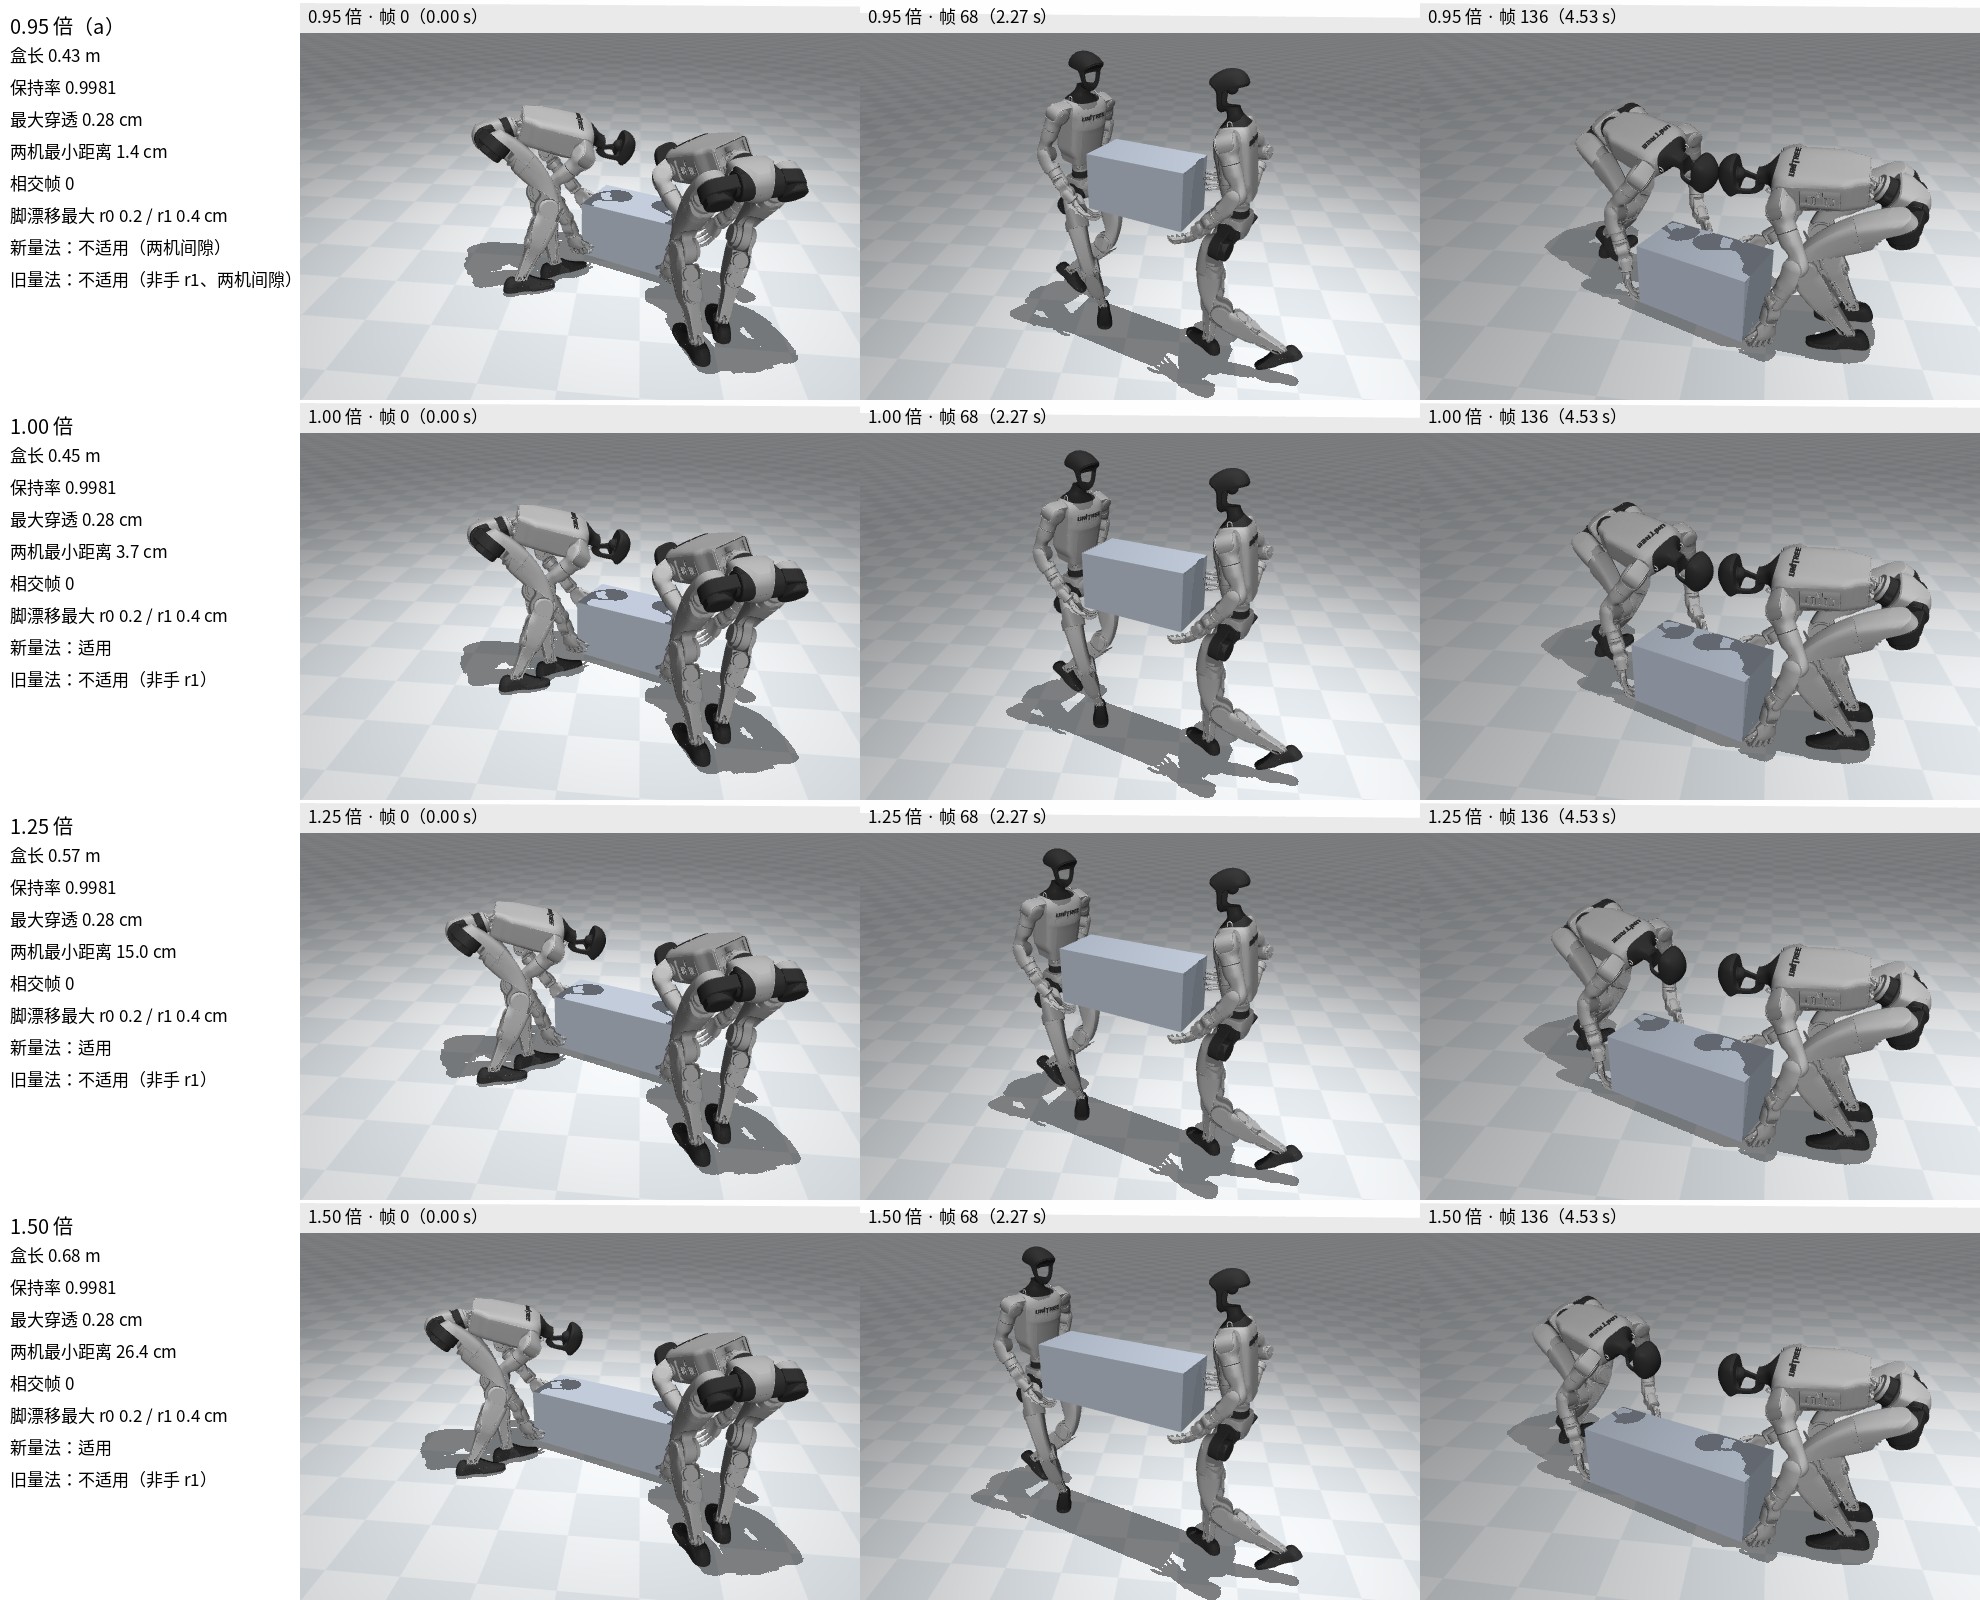 0.95 倍（a）
盒长 0.43 m
保持率 0.9981
最大穿透 0.28 cm
两机最小距离 1.4 cm
相交帧 0
脚漂移最大 r0 0.2 / r1 0.4 cm
新量法：不适用（两机间隙）
旧量法：不适用（非手 r1、两机间隙）
0.95 倍 · 帧 0（0.00 s）
0.95 倍 · 帧 68（2.27 s）
0.95 倍 · 帧 136（4.53 s）
1.00 倍
盒长 0.45 m
保持率 0.9981
最大穿透 0.28 cm
两机最小距离 3.7 cm
相交帧 0
脚漂移最大 r0 0.2 / r1 0.4 cm
新量法：适用
旧量法：不适用（非手 r1）
1.00 倍 · 帧 0（0.00 s）
1.00 倍 · 帧 68（2.27 s）
1.00 倍 · 帧 136（4.53 s）
1.25 倍
盒长 0.57 m
保持率 0.9981
最大穿透 0.28 cm
两机最小距离 15.0 cm
相交帧 0
脚漂移最大 r0 0.2 / r1 0.4 cm
新量法：适用
旧量法：不适用（非手 r1）
1.25 倍 · 帧 0（0.00 s）
1.25 倍 · 帧 68（2.27 s）
1.25 倍 · 帧 136（4.53 s）
1.50 倍
盒长 0.68 m
保持率 0.9981
最大穿透 0.28 cm
两机最小距离 26.4 cm
相交帧 0
脚漂移最大 r0 0.2 / r1 0.4 cm
新量法：适用
旧量法：不适用（非手 r1）
1.50 倍 · 帧 0（0.00 s）
1.50 倍 · 帧 68（2.27 s）
1.50 倍 · 帧 136（4.53 s）